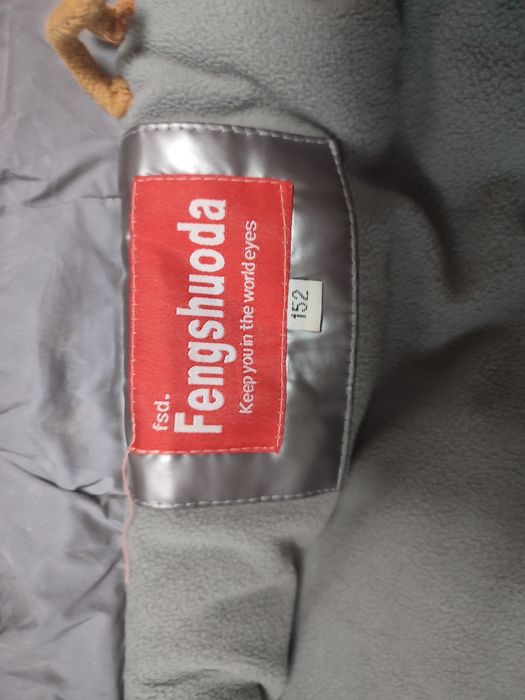 fsd.
Fengshuoda
Keep you in the world eyes
152